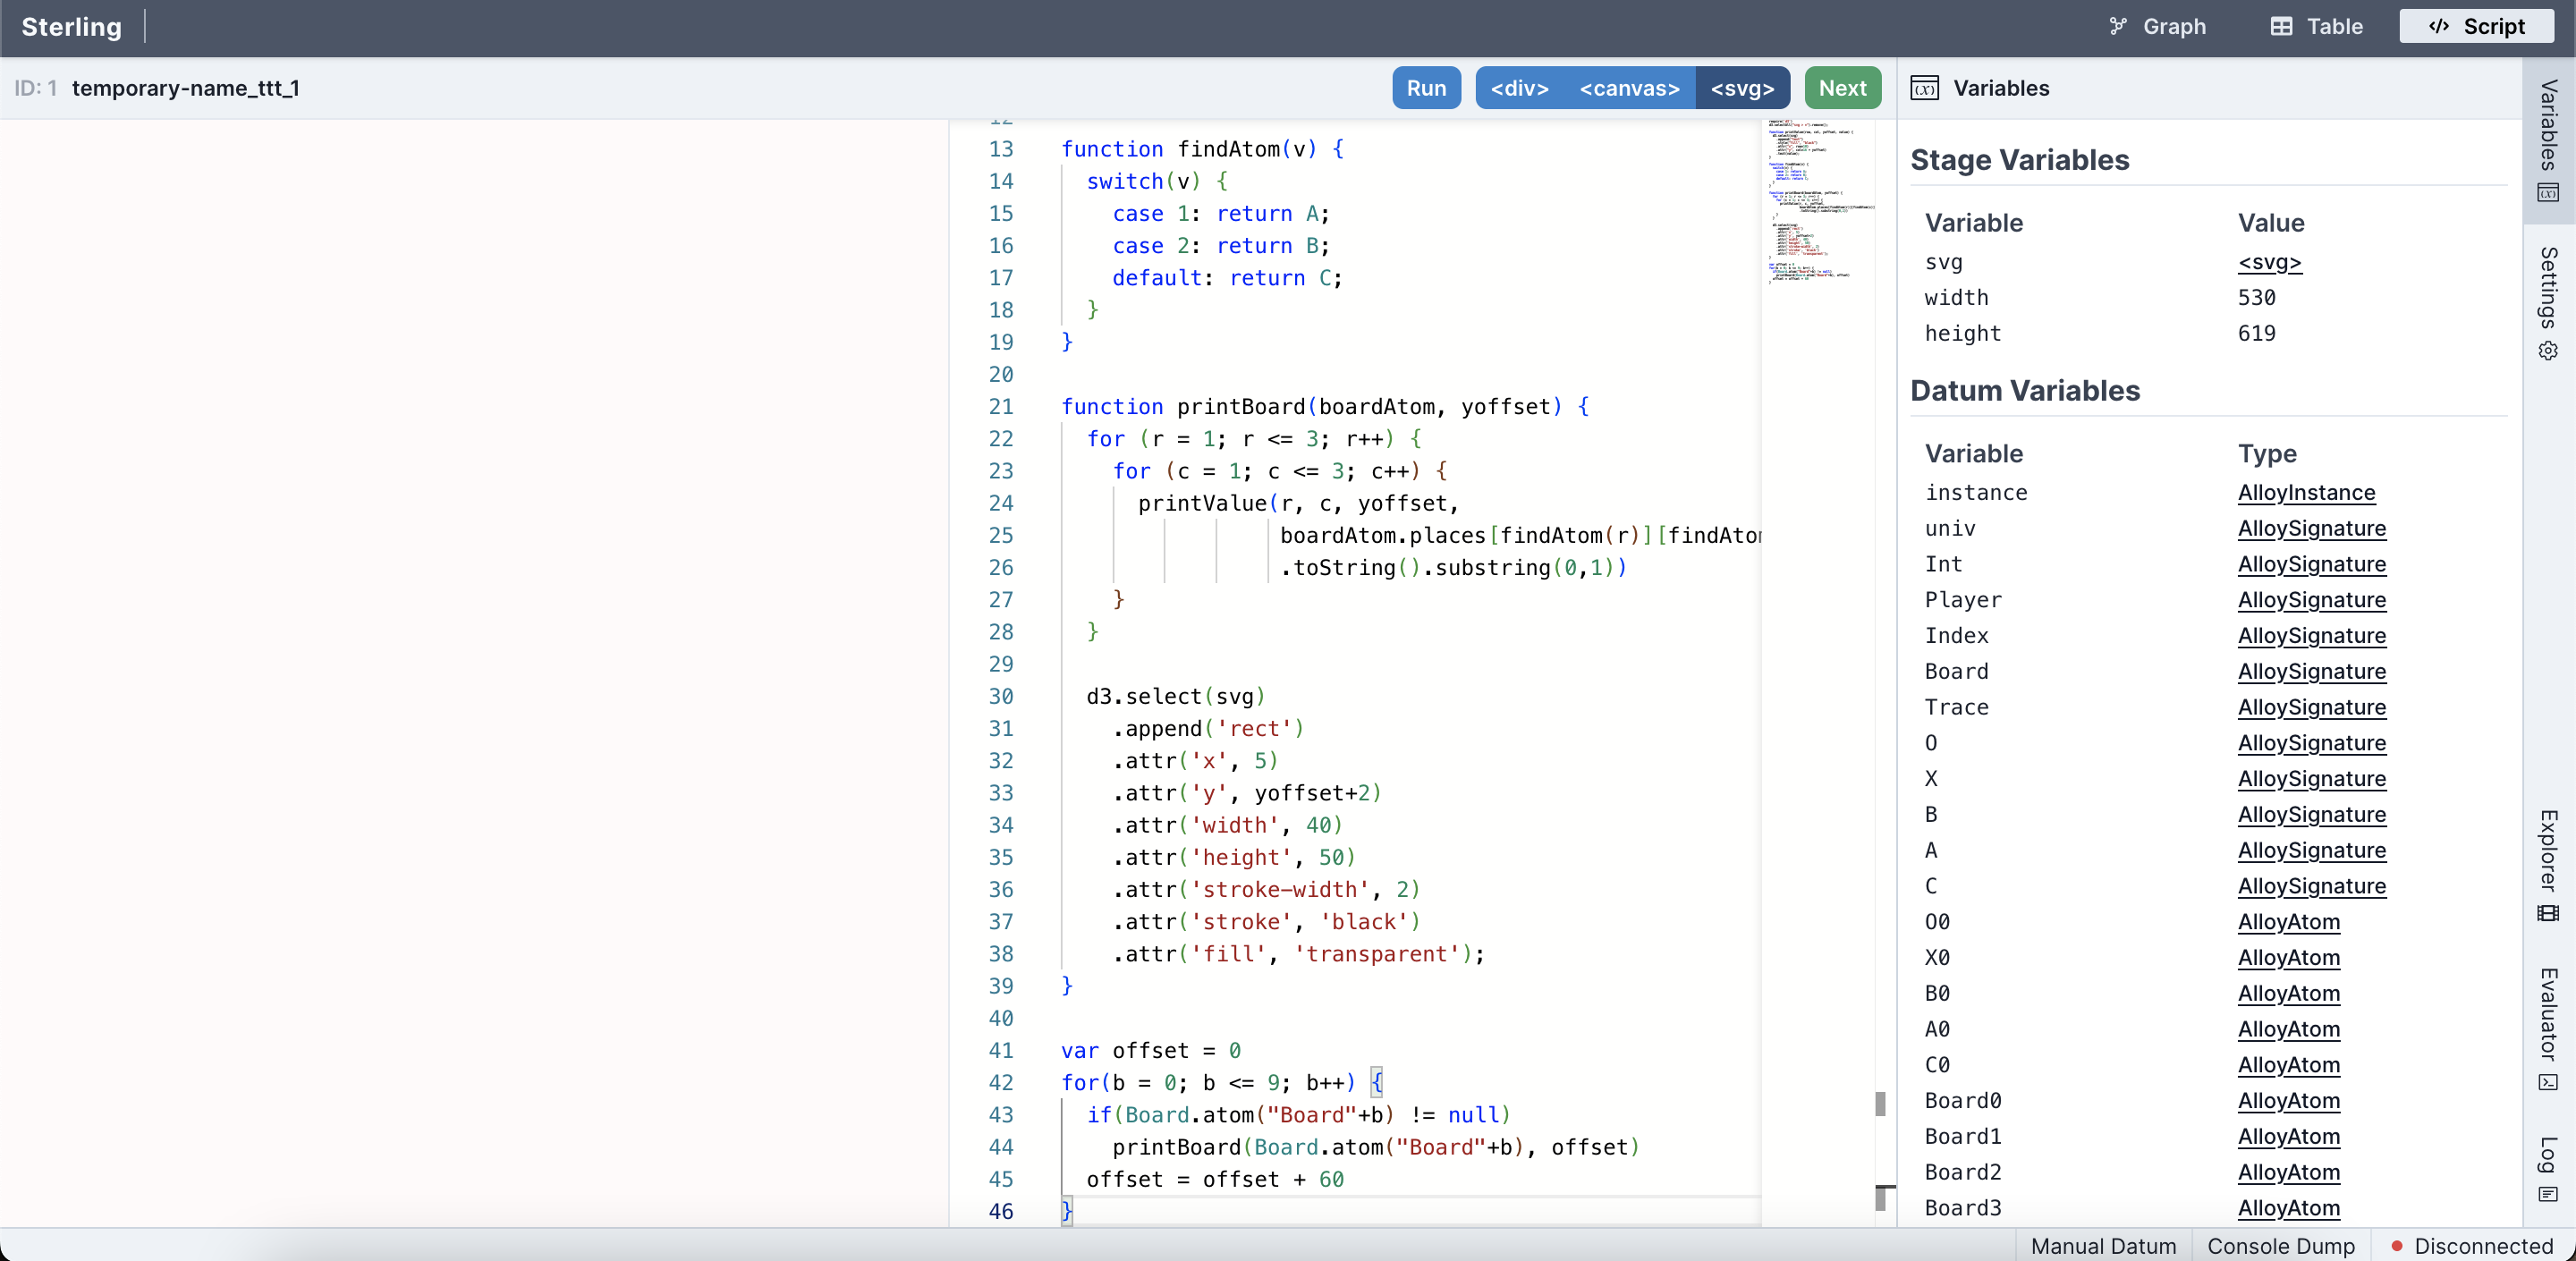 Sterling
Graph
Table
</> Script
ID: 1 temporary-name_ttt_1
Run
<div> <canvas> <svg>
Next
12
13 function findAtom(v) {
14 switch(v) {
15 case 1: return A;
16 case 2: return B;
17 default: return C;
18 }
19 }
20
21 function printBoard(boardAtom, yoffset) {
22 for (r = 1; r <= 3; r++) {
23 for (c = 1; c <= 3; c++) {
24 printValue(r, c, yoffset,
25 boardAtom.places[findAtom(r)][findAtom
26 .toString().substring(0,1))
27 }
28 }
29
30 d3.select(svg)
31 .append('rect')
32 .attr('x', 5)
33 .attr('y', yoffset+2)
34 .attr('width', 40)
35 .attr('height', 50)
36 .attr('stroke-width', 2)
37 .attr('stroke', 'black')
38 .attr('fill', 'transparent');
39 }
40
41 var offset = 0
42 for(b = 0; b <= 9; b++) {
43 if(Board.atom("Board"+b) != null)
44 printBoard(Board.atom("Board"+b), offset)
45 offset = offset + 60
46 }
(x) Variables
Stage Variables
Variable Value
svg <svg>
width 530
height 619
Datum Variables
Variable Type
instance AlloyInstance
univ AlloySignature
Int AlloySignature
Player AlloySignature
Index AlloySignature
Board AlloySignature
Trace AlloySignature
O AlloySignature
X AlloySignature
B AlloySignature
A AlloySignature
C AlloySignature
O0 AlloyAtom
X0 AlloyAtom
B0 AlloyAtom
A0 AlloyAtom
C0 AlloyAtom
Board0 AlloyAtom
Board1 AlloyAtom
Board2 AlloyAtom
Board3 AlloyAtom
Variables (x)
Settings
Explorer
Evaluator
Log
Manual Datum
Console Dump
Disconnected